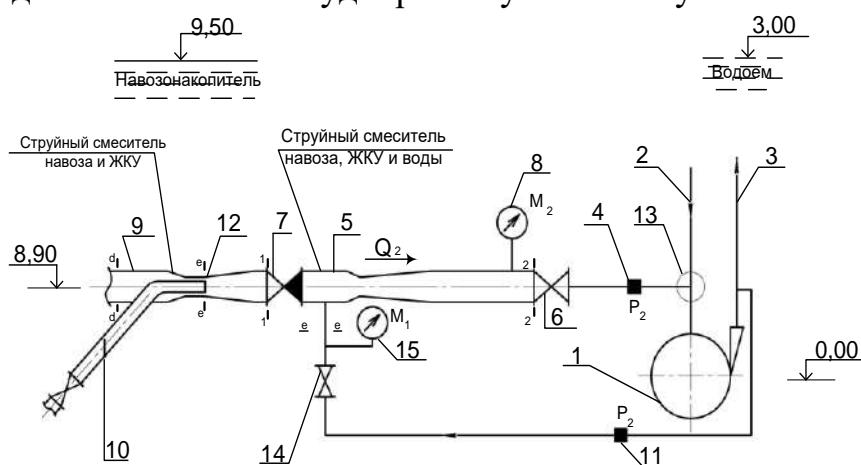 9,50
3,00
Навозонакопитель
Водоем
Струйный смеситель
навоза и ЖКУ
Струйный смеситель
навоза, ЖКУ и воды
8
2
3
M2
4
13
9
12
7
5
Q2
d
e
1
2
8,90
d
e
1
e
e
M1
2
6
P2
15
1
0,00
10
14
P2
11